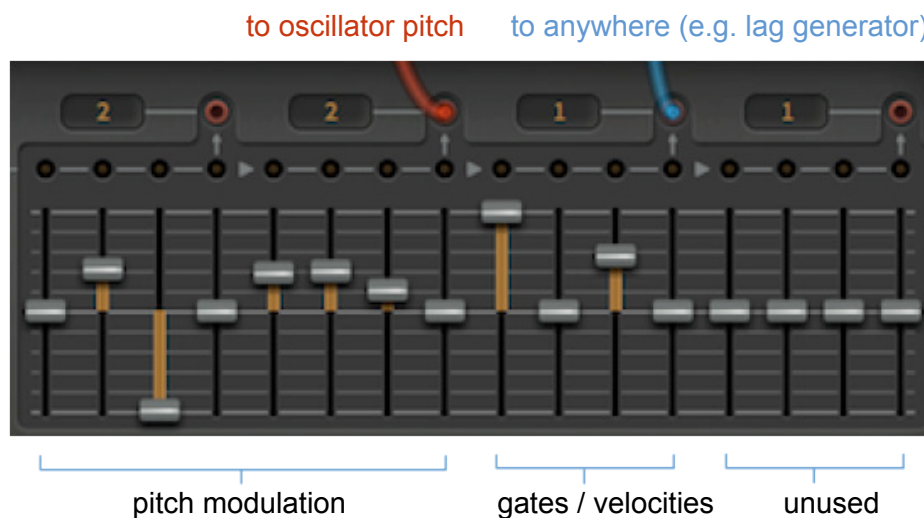 to oscillator pitch to anywhere (e.g. lag generator)
2 2 1 1
pitch modulation gates / velocities unused